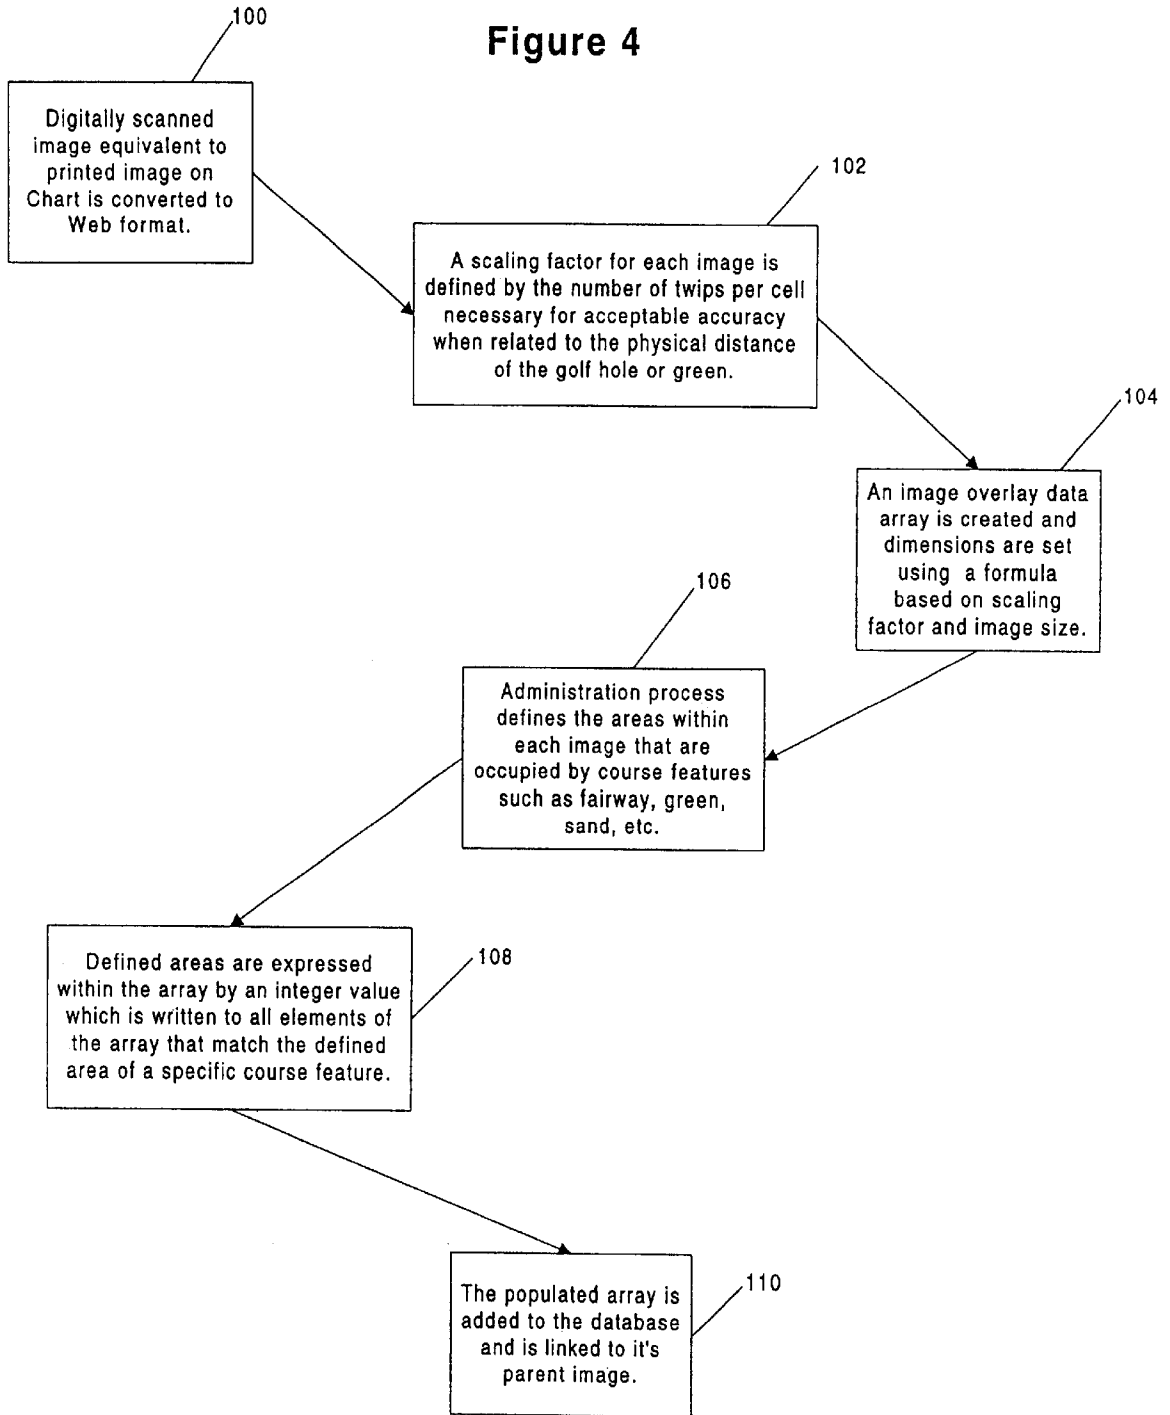 100
Figure 4
Digitally scanned
image equivalent to
printed image on
Chart is converted to
Web format.
102
A scaling factor for each image is
defined by the number of twips per cell
necessary for acceptable accuracy
when related to the physical distance
of the golf hole or green.
104
An image overlay data
array is created and
dimensions are set
using a formula
based on scaling
factor and image size.
106
Administration process
defines the areas within
each image that are
occupied by course features
such as fairway, green,
sand, etc.
108
Defined areas are expressed
within the array by an integer value
which is written to all elements of
the array that match the defined
area of a specific course feature.
110
The populated array is
added to the database
and is linked to it's
parent image.